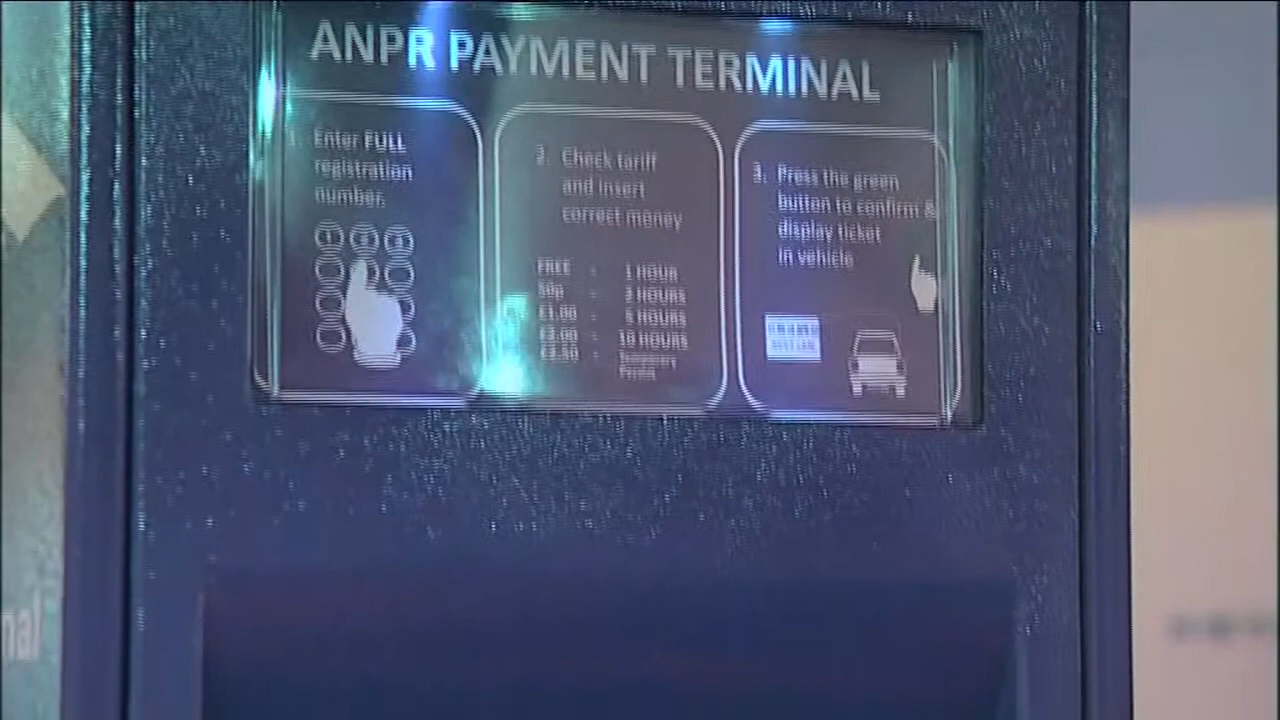 ANPR PAYMENT TERMINAL
1. Enter FULL
registration
number.
2. Check tariff
and insert
correct money
FREE - 1 HOUR
50p - 2 HOURS
£1.00 - 5 HOURS
£2.00 - 10 HOURS
- 
3. Press the green
button to confirm &
display ticket
in vehicle
nal